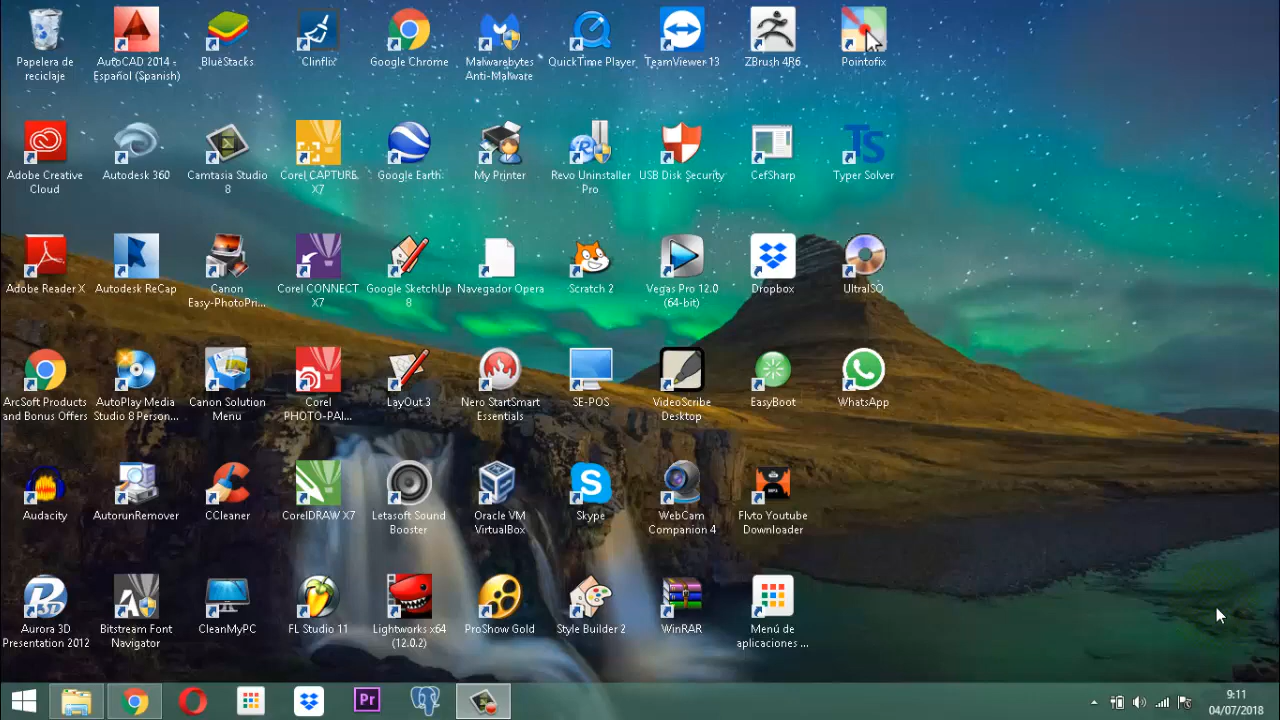 Papelera de
reciclaje
AutoCAD 2014 -
Español (Spanish)
BlueStacks
Clinflix
Google Chrome
Malwarebytes
Anti-Malware
QuickTime Player
TeamViewer 13
ZBrush 4R6
Pointofix
Adobe Creative
Cloud
Autodesk 360
Camtasia Studio
8
Corel CAPTURE
X7
Google Earth
My Printer
Revo Uninstaller
Pro
USB Disk Security
CefSharp
TS
Typer Solver
Adobe Reader X
Autodesk ReCap
Canon
Easy-PhotoPri...
Corel CONNECT
X7
Google SketchUp
8
Navegador Opera
Scratch 2
Vegas Pro 12.0
(64-bit)
Dropbox
UltraISO
ArcSoft Products
and Bonus Offers
AutoPlay Media
Studio 8 Person...
Canon Solution
Menu
Corel
PHOTO-PAI...
LayOut 3
Nero StartSmart
Essentials
SE-POS
VideoScribe
Desktop
EasyBoot
WhatsApp
Audacity
AutorunRemover
CCleaner
CorelDRAW X7
Letasoft Sound
Booster
Oracle VM
VirtualBox
Skype
WebCam
Companion 4
Flvto Youtube
Downloader
Aurora 3D
Presentation 2012
Bitstream Font
Navigator
CleanMyPC
FL Studio 11
Lightworks x64
(12.0.2)
ProShow Gold
Style Builder 2
WinRAR
Menú de
aplicaciones ...
Pr
9:11
04/07/2018